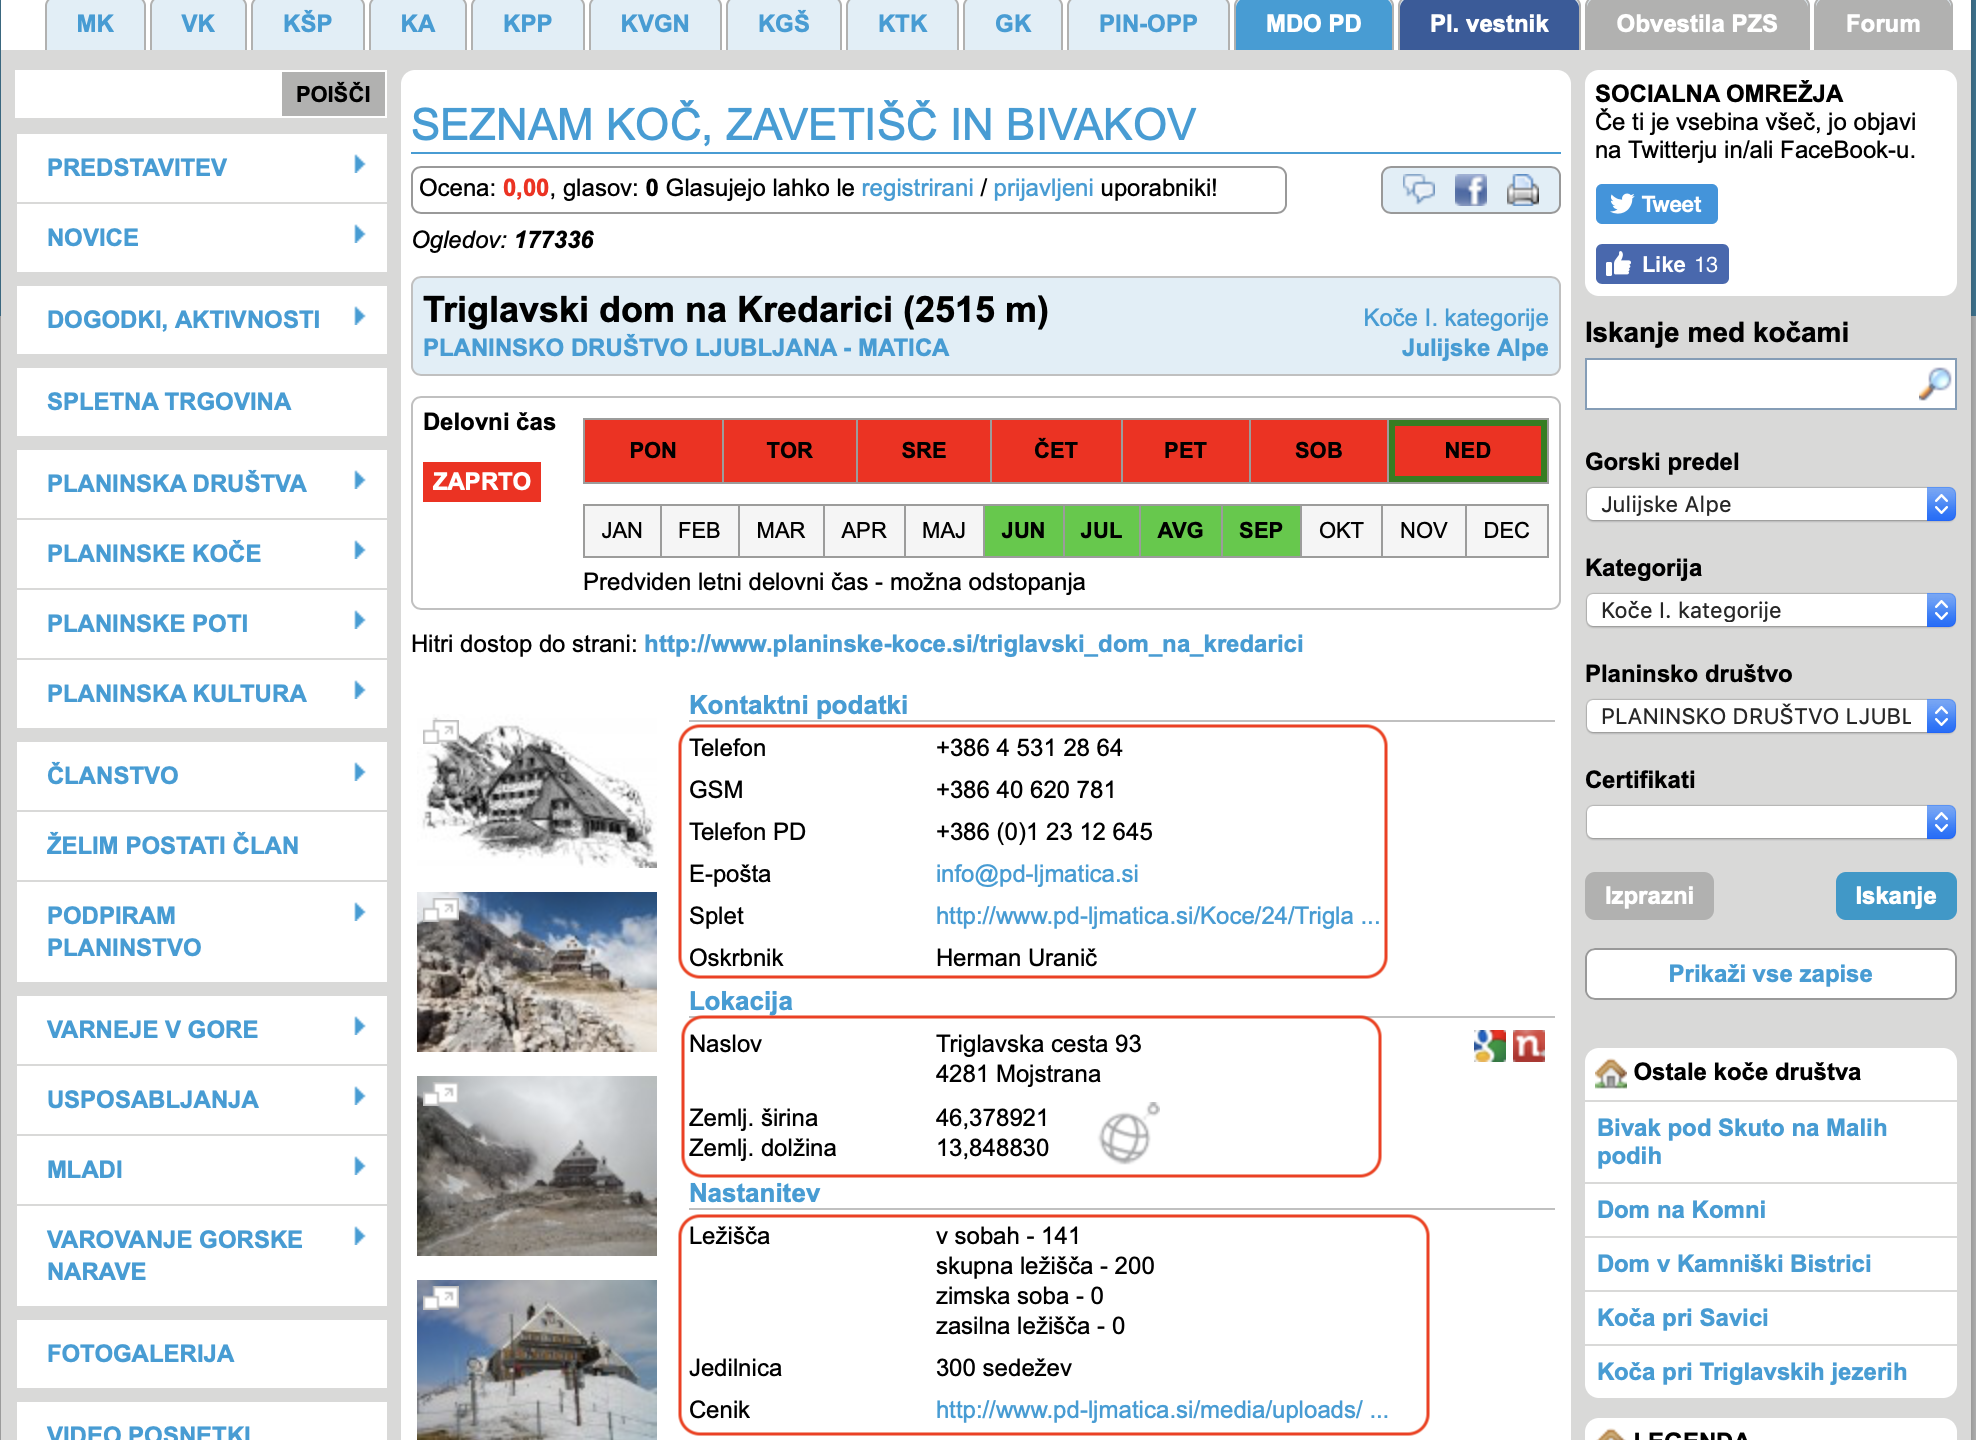 MK
VK
KŠP
KA
KPP
KVGN
KGŠ
KTK
GK
PIN-OPP
MDO PD
Pl. vestnik
Obvestila PZS
Forum
POIŠČI
PREDSTAVITEV
NOVICE
DOGODKI, AKTIVNOSTI
SPLETNA TRGOVINA
PLANINSKA DRUŠTVA
PLANINSKE KOČE
PLANINSKE POTI
PLANINSKA KULTURA
ČLANSTVO
ŽELIM POSTATI ČLAN
PODPIRAM
PLANINSTVO
VARNEJE V GORE
USPOSABLJANJA
MLADI
VAROVANJE GORSKE
NARAVE
FOTOGALERIJA
VIDEO POSNETKI
SEZNAM KOČ, ZAVETIŠČ IN BIVAKOV
Ocena: 0,00, glasov: 0 Glasujejo lahko le registrirani / prijavljeni uporabniki!
Ogledov: 177336
Triglavski dom na Kredarici (2515 m)
PLANINSKO DRUŠTVO LJUBLJANA - MATICA
Koče I. kategorije
Julijske Alpe
Delovni čas
ZAPRTO
PON TOR SRE ČET PET SOB NED
JAN FEB MAR APR MAJ JUN JUL AVG SEP OKT NOV DEC
Predviden letni delovni čas - možna odstopanja
Hitri dostop do strani: http://www.planinske-koce.si/triglavski_dom_na_kredarici
Kontaktni podatki
Telefon +386 4 531 28 64
GSM +386 40 620 781
Telefon PD +386 (0)1 23 12 645
E-pošta info@pd-ljmatica.si
Splet http://www.pd-ljmatica.si/Koce/24/Trigla ...
Oskrbnik Herman Uranič
Lokacija
Naslov Triglavska cesta 93
4281 Mojstrana
Zemlj. širina 46,378921
Zemlj. dolžina 13,848830
Nastanitev
Ležišča v sobah - 141
skupna ležišča - 200
zimska soba - 0
zasilna ležišča - 0
Jedilnica 300 sedežev
Cenik http://www.pd-ljmatica.si/media/uploads/ ...
SOCIALNA OMREŽJA
Če ti je vsebina všeč, jo objavi
na Twitterju in/ali FaceBook-u.
Tweet
Like 13
Iskanje med kočami
Gorski predel
Julijske Alpe
Kategorija
Koče I. kategorije
Planinsko društvo
PLANINSKO DRUŠTVO LJUBL
Certifikati
Izprazni
Iskanje
Prikaži vse zapise
Ostale koče društva
Bivak pod Skuto na Malih
podih
Dom na Komni
Dom v Kamniški Bistrici
Koča pri Savici
Koča pri Triglavskih jezerih
LEGENDA